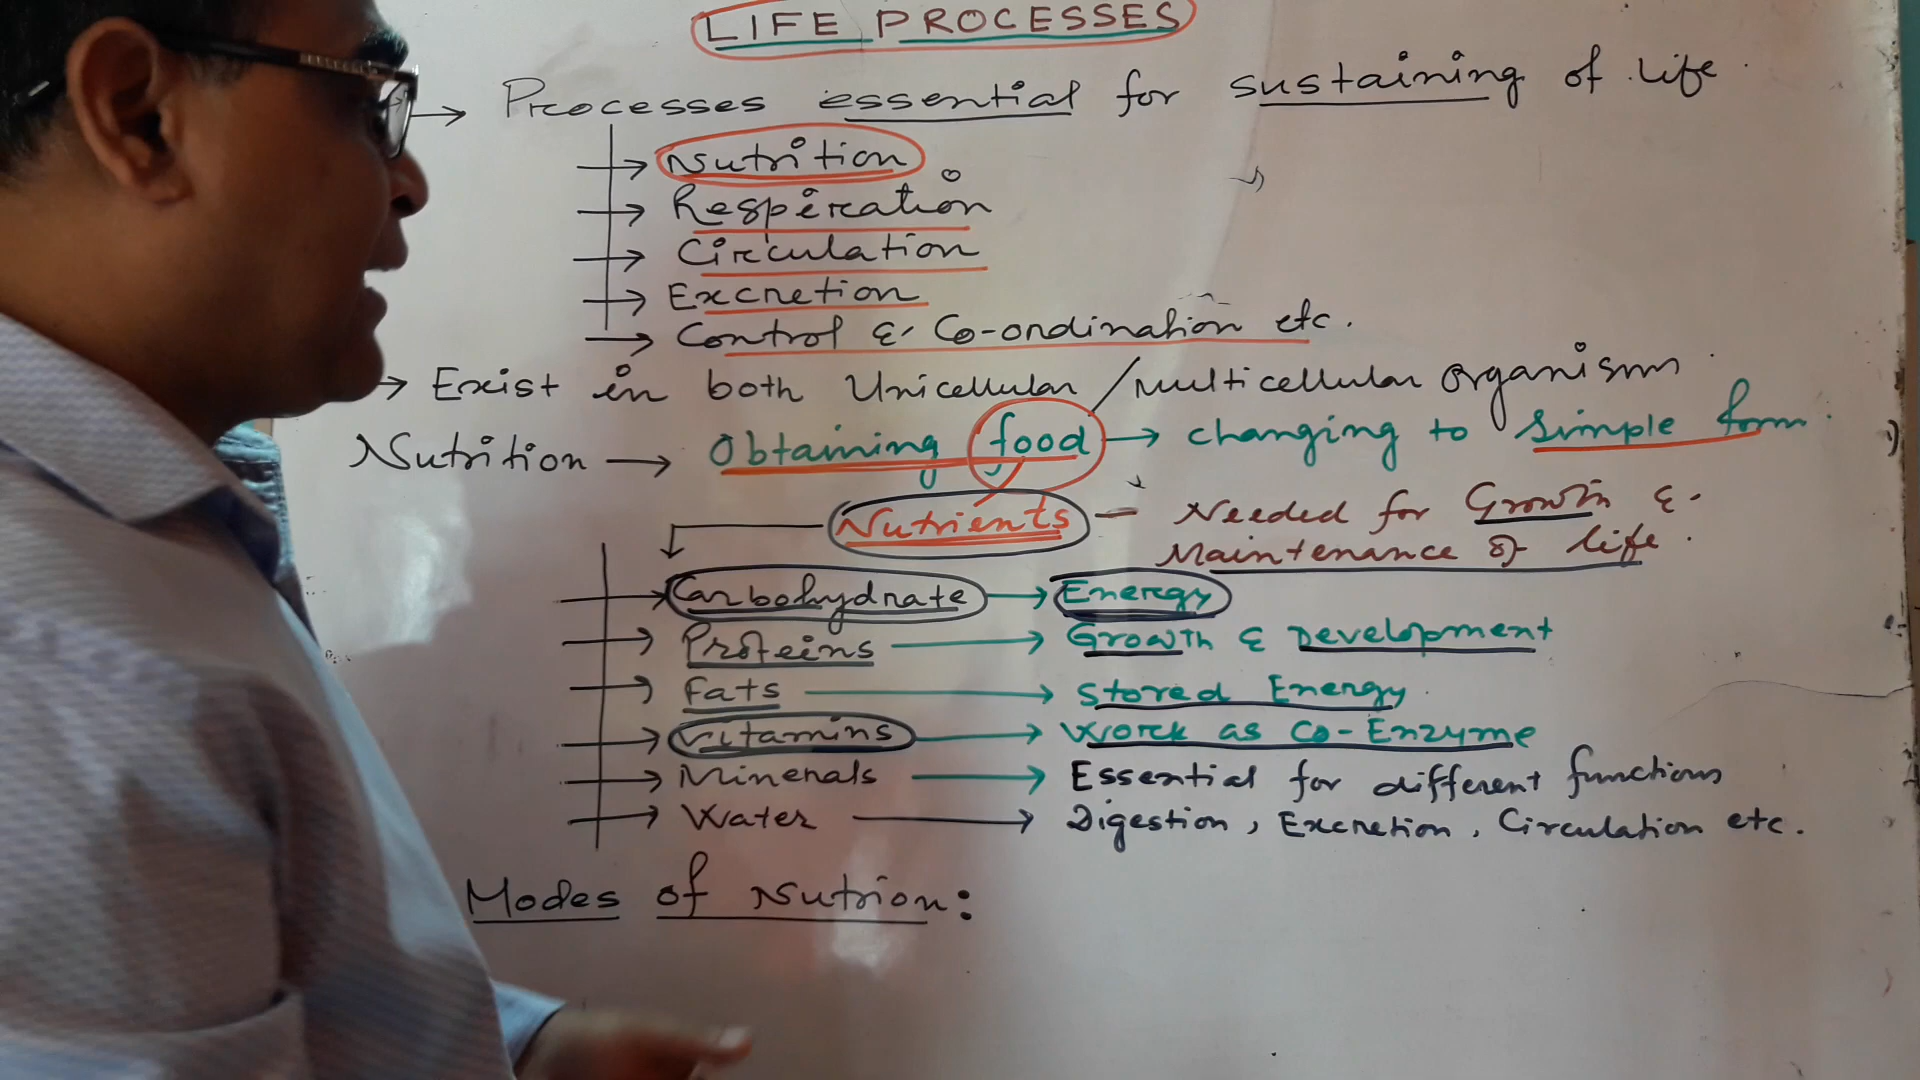 LIFE PROCESSES
→ Processes essential for sustaining of life.
→ Nutrition
→ Respiration
→ Circulation
→ Excretion
→ Control & Co-ordination etc.
→ Exist in both Unicellular / Multicellular organisms.
Nutrition → Obtaining food → changing to simple form.
Nutrients — Needed for Growth &
Maintenance of life.
→ Carbohydrate → Energy
→ Proteins → Growth & Development
→ Fats → Stored Energy.
→ Vitamins → Work as Co-Enzyme
→ Minerals → Essential for different functions
→ Water → Digestion, Excretion, Circulation etc.
Modes of Nutrion: